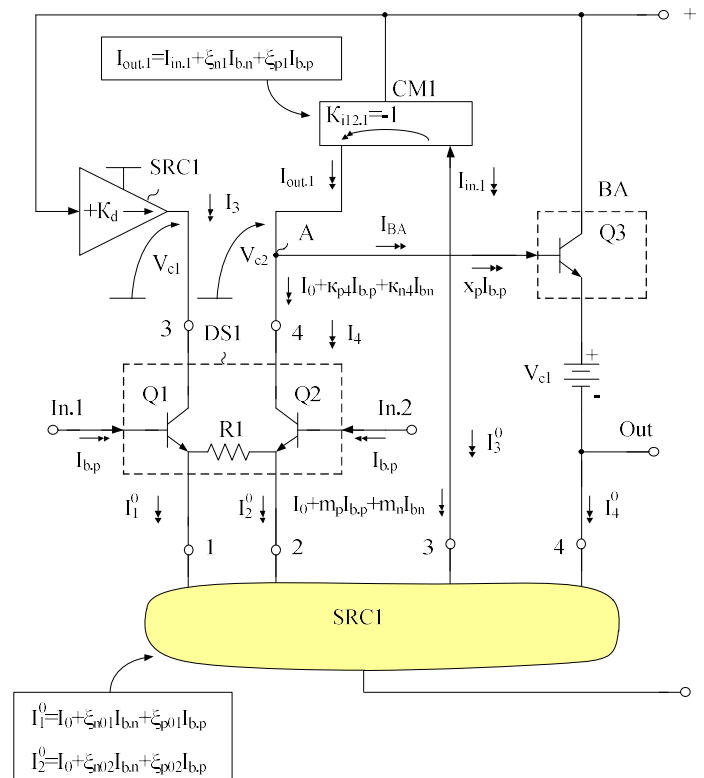 +
I_out.1=I_in.1+ξ_n1I_b.n+ξ_p1I_b.p
CM1
K_i12.1=-1
SRC1
+K_d
I_3
I_out.1
I_in.1
BA
Q3
V_c1
V_c2
A
I_BA
x_pI_b.p
I_0+κ_p4I_b.p+κ_n4I_bn
3
DS1
4
I_4
V_c1
+
-
Q1
Q2
In.1
R1
In.2
Out
I_b.p
I_b.p
I_3^0
I_1^0
I_2^0
I_0+m_pI_b.p+m_nI_bn
I_4^0
1
2
3
4
SRC1
I_1^0=I_0+ξ_n01I_b.n+ξ_p01I_b.p
I_2^0=I_0+ξ_n02I_b.n+ξ_p02I_b.p